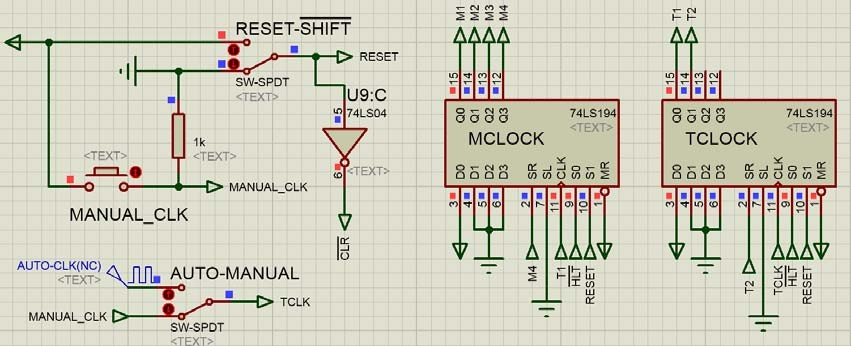 RESET-SHIFT
RESET
SW-SPDT
<TEXT>
U9:C
74LS04
5
6
<TEXT>
CLR
1k
<TEXT>
<TEXT>
MANUAL_CLK
MANUAL_CLK
AUTO-CLK(NC)
<TEXT>
AUTO-MANUAL
TCLK
MANUAL_CLK
SW-SPDT
<TEXT>
M1 M2 M3 M4
15 14 13 12
Q0 Q1 Q2 Q3
74LS194
<TEXT>
MCLOCK
D0 D1 D2 D3 SR SL CLK S0 S1 MR
3 4 5 6 2 7 11 9 10 1
M4 T1 HLT RESET
T1 T2
15 14 13 12
Q0 Q1 Q2 Q3
74LS194
<TEXT>
TCLOCK
D0 D1 D2 D3 SR SL CLK S0 S1 MR
3 4 5 6 2 7 11 9 10 1
T2 TCLK HLT RESET